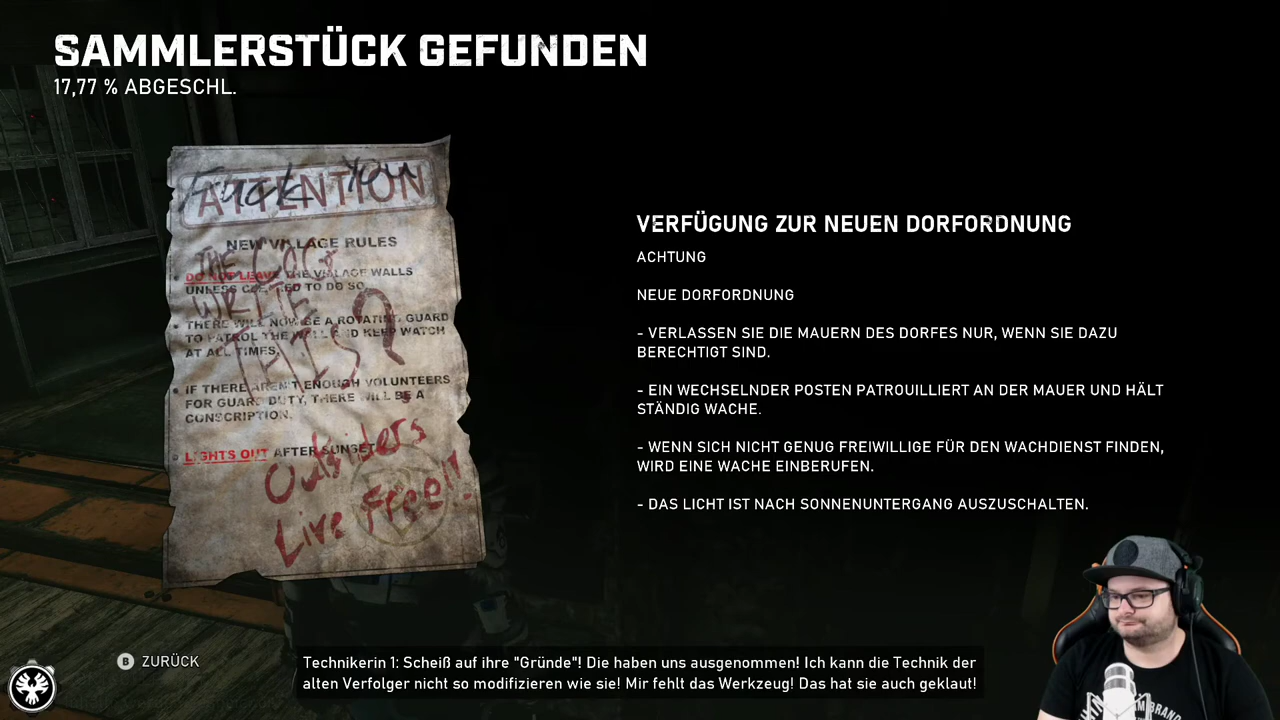 SAMMLERSTÜCK GEFUNDEN
17,77 % ABGESCHL.
Fuck You
ATTENTION
NEW VILLAGE RULES
THE COG
WRITE
THIS?
• DO NOT LEAVE THE VILLAGE WALLS
UNLESS CLEARED TO DO SO.
• THERE WILL NOW BE A ROTATING GUARD
TO PATROL THE WALL AND KEEP WATCH
AT ALL TIMES.
• IF THERE AREN'T ENOUGH VOLUNTEERS
FOR GUARD DUTY, THERE WILL BE A
CONSCRIPTION.
• LIGHTS OUT AFTER SUNSET
Outsiders
Live Free!!
VERFÜGUNG ZUR NEUEN DORFORDNUNG
ACHTUNG
NEUE DORFORDNUNG
- VERLASSEN SIE DIE MAUERN DES DORFES NUR, WENN SIE DAZU
BERECHTIGT SIND.
- EIN WECHSELNDER POSTEN PATROUILLIERT AN DER MAUER UND HÄLT
STÄNDIG WACHE.
- WENN SICH NICHT GENUG FREIWILLIGE FÜR DEN WACHDIENST FINDEN,
WIRD EINE WACHE EINBERUFEN.
- DAS LICHT IST NACH SONNENUNTERGANG AUSZUSCHALTEN.
B ZURÜCK
Technikerin 1: Scheiß auf ihre "Gründe"! Die haben uns ausgenommen! Ich kann die Technik der
alten Verfolger nicht so modifizieren wie sie! Mir fehlt das Werkzeug! Das hat sie auch geklaut!